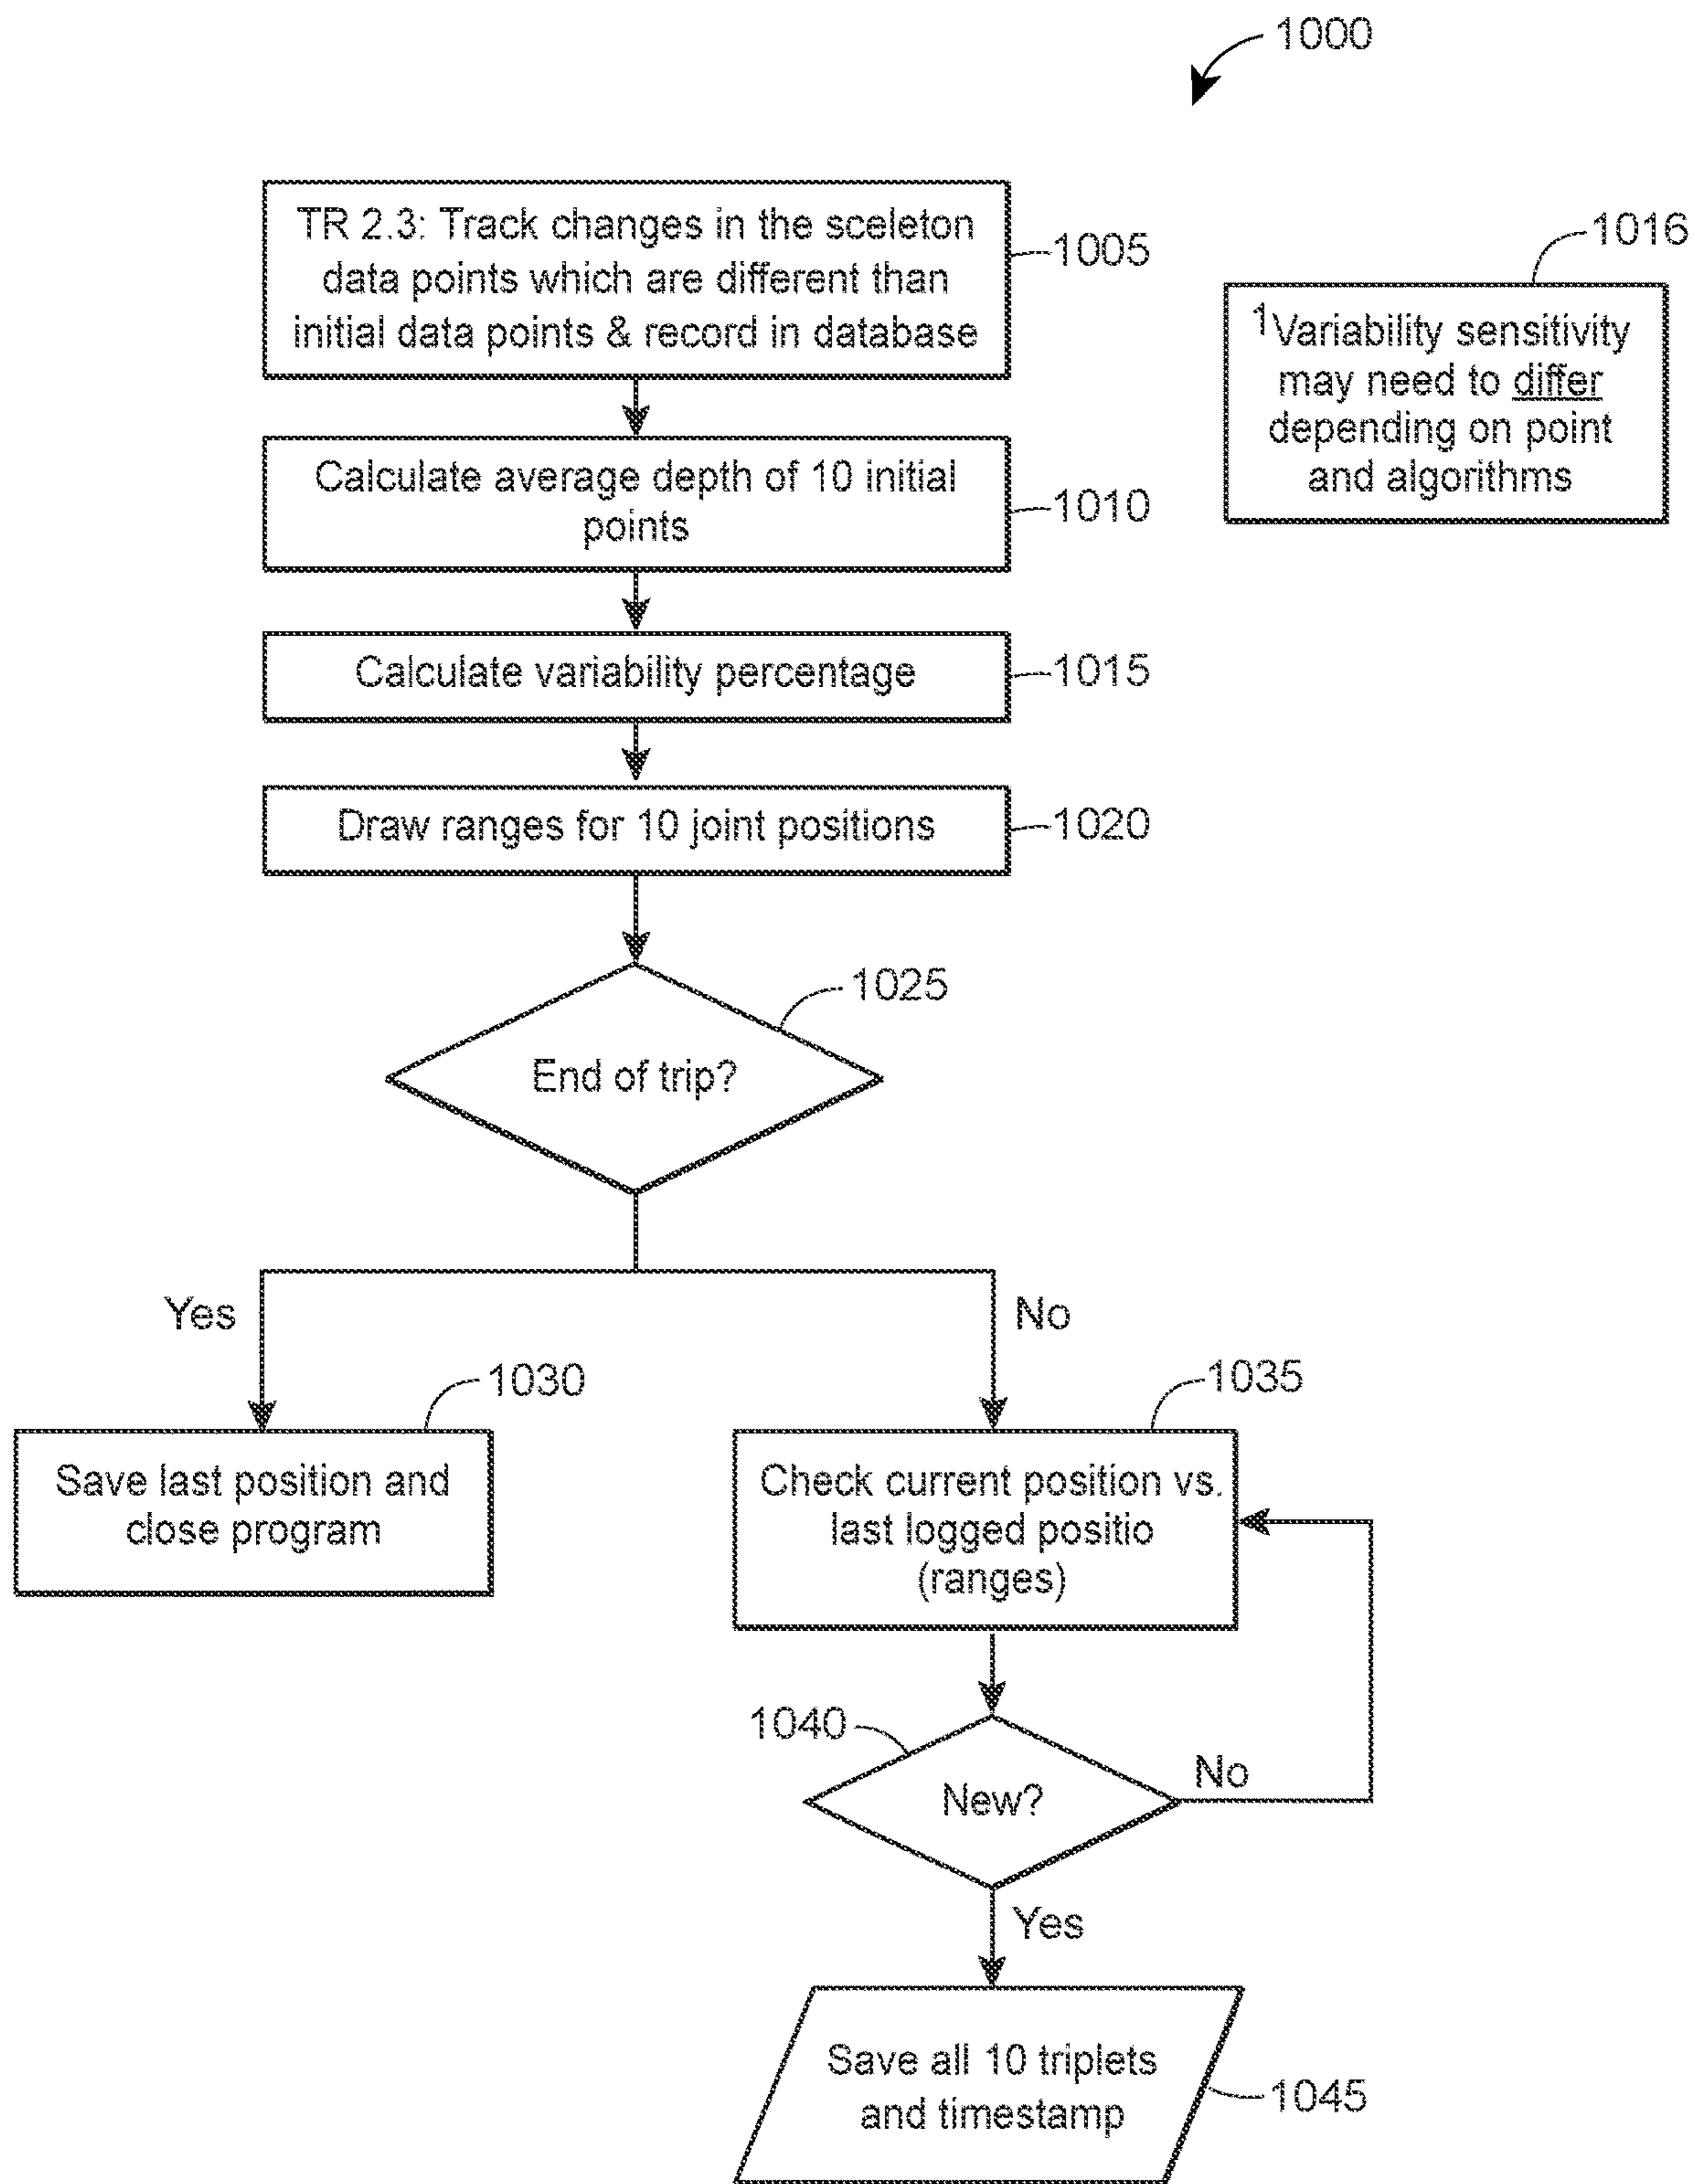 1000
TR 2.3: Track changes in the sceleton
data points which are different than
initial data points & record in database
1005
1016
1Variability sensitivity
may need to differ
depending on point
and algorithms
Calculate average depth of 10 initial
points
1010
Calculate variability percentage
1015
Draw ranges for 10 joint positions
1020
1025
End of trip?
Yes
No
1030
1035
Save last position and
close program
Check current position vs.
last logged positio
(ranges)
1040
New?
No
Yes
Save all 10 triplets
and timestamp
1045